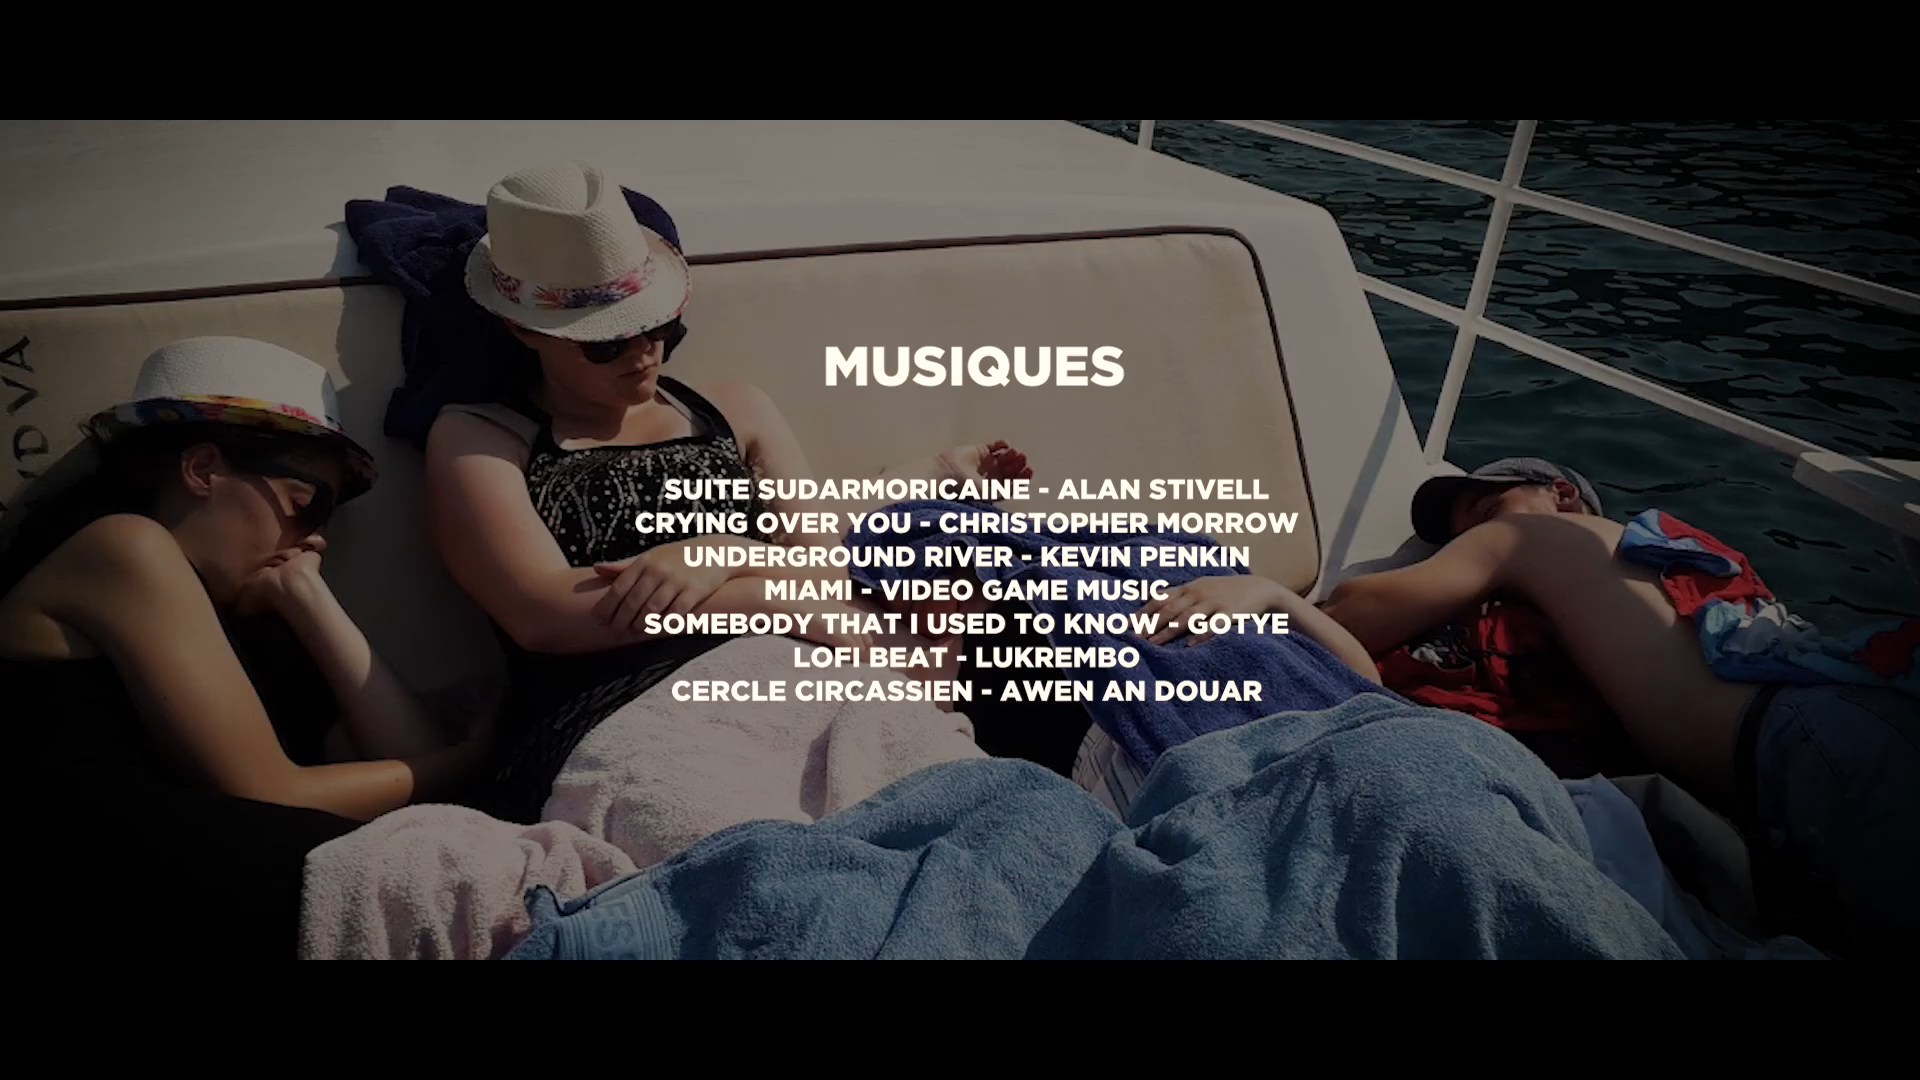 MUSIQUES
SUITE SUDARMORICAINE - ALAN STIVELL
CRYING OVER YOU - CHRISTOPHER MORROW
UNDERGROUND RIVER - KEVIN PENKIN
MIAMI - VIDEO GAME MUSIC
SOMEBODY THAT I USED TO KNOW - GOTYE
LOFI BEAT - LUKREMBO
CERCLE CIRCASSIEN - AWEN AN DOUAR